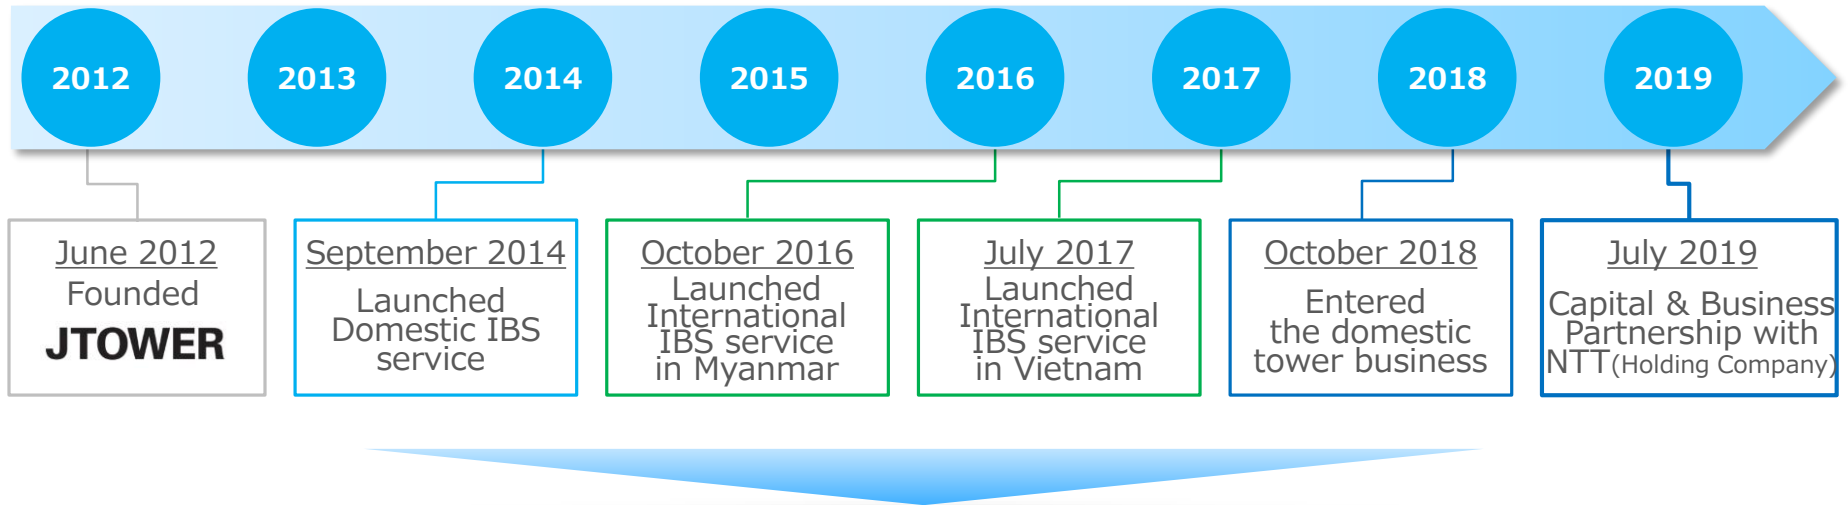 2012
2013
2014
2015
2016
2017
2018
2019
June 2012
Founded
JTOWER
September 2014
Launched
Domestic IBS
service
October 2016
Launched
International
IBS service
in Myanmar
July 2017
Launched
International
IBS service
in Vietnam
October 2018
Entered
the domestic
tower business
July 2019
Capital & Business
Partnership with
NTT(Holding Company)